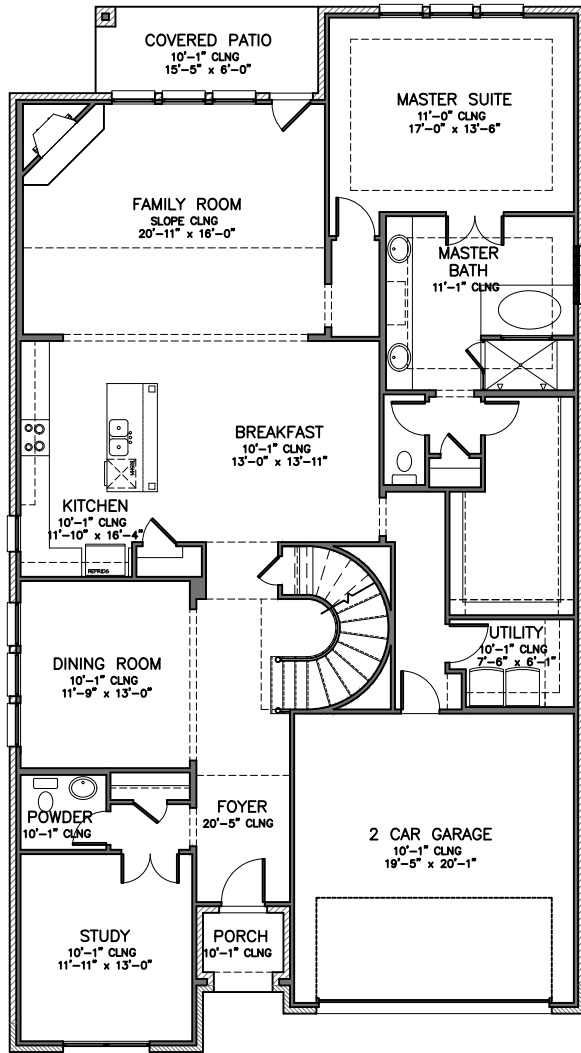 COVERED PATIO
10'-1" CLNG
15'-5" x 6'-0"
MASTER SUITE
11'-0" CLNG
17'-0" x 13'-6"
FAMILY ROOM
SLOPE CLNG
20'-11" x 16'-0"
MASTER
BATH
11'-1" CLNG
BREAKFAST
10'-1" CLNG
13'-0" x 13'-11"
KITCHEN
10'-1" CLNG
11'-10" x 16'-4"
REFRIG
UTILITY
10'-1" CLNG
7'-6" x 6'-1"
DINING ROOM
10'-1" CLNG
11'-9" x 13'-0"
POWDER
10'-1" CLNG
FOYER
20'-5" CLNG
2 CAR GARAGE
10'-1" CLNG
19'-5" x 20'-1"
STUDY
10'-1" CLNG
11'-11" x 13'-0"
PORCH
10'-1" CLNG